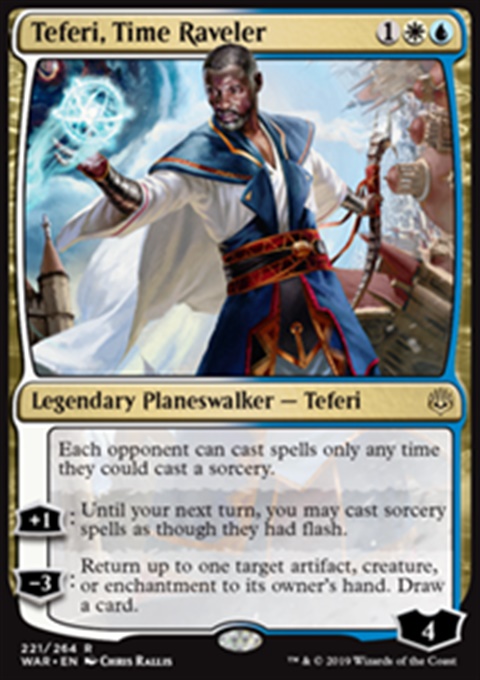 Teferi, Time Raveler 1
Legendary Planeswalker — Teferi
Each opponent can cast spells only any time
they could cast a sorcery.
+1: Until your next turn, you may cast sorcery
spells as though they had flash.
-3: Return up to one target artifact, creature,
or enchantment to its owner's hand. Draw
a card.
4
221/264 R
WAR • EN Chris Rallis
™ & © 2019 Wizards of the Coast